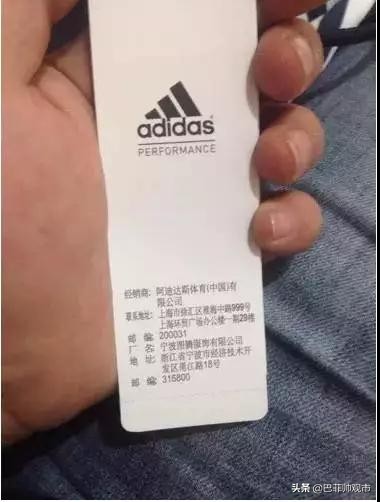 adidas
PERFORMANCE
经销商: 阿迪达斯体育(中国)有
限公司
联系地址: 上海市徐汇区淮海中路999号
上海环贸广场办公楼一期29楼
邮 编: 200031
厂 名: 宁波图腾服饰有限公司
地 址: 浙江省宁波市经济技术开
发区甬江路18号
邮 编: 315800
头条 @巴菲帅观市